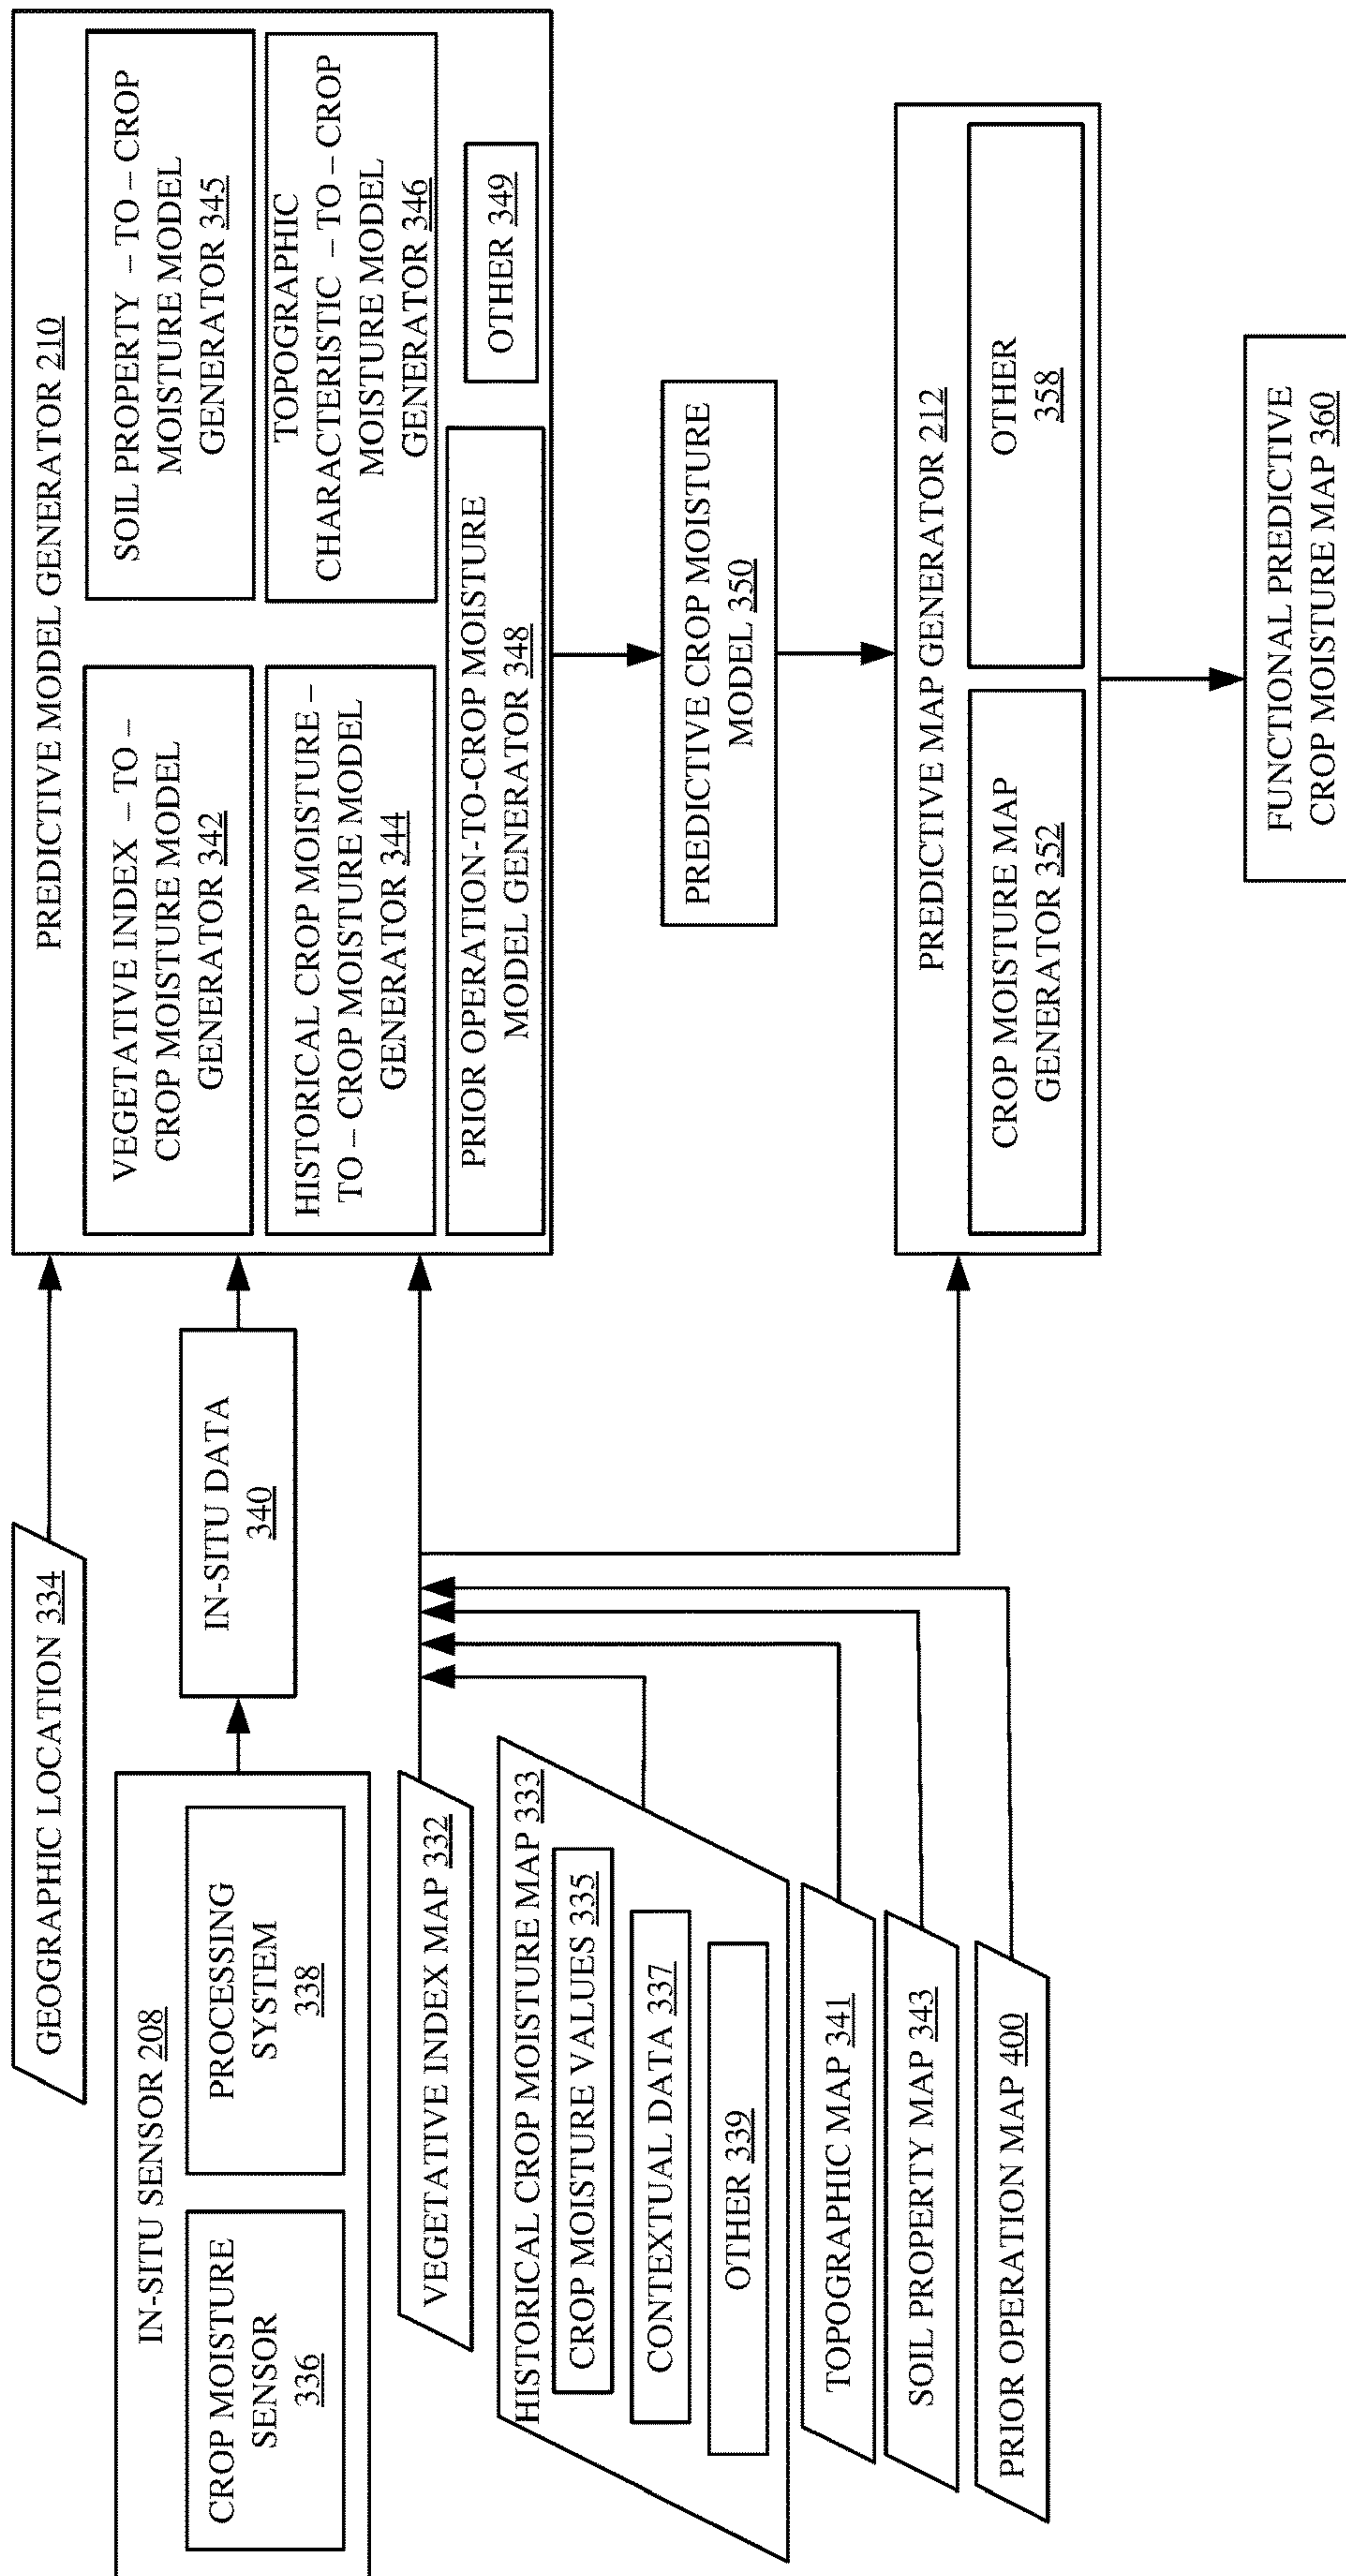 GEOGRAPHIC LOCATION 334
IN-SITU SENSOR 208
CROP MOISTURE
SENSOR
336
PROCESSING
SYSTEM
338
IN-SITU DATA
340
VEGETATIVE INDEX MAP 332
HISTORICAL CROP MOISTURE MAP 333
CROP MOISTURE VALUES 335
CONTEXTUAL DATA 337
OTHER 339
TOPOGRAPHIC MAP 341
SOIL PROPERTY MAP 343
PRIOR OPERATION MAP 400
PREDICTIVE MODEL GENERATOR 210
VEGETATIVE INDEX – TO –
CROP MOISTURE MODEL
GENERATOR 342
SOIL PROPERTY – TO – CROP
MOISTURE MODEL
GENERATOR 345
HISTORICAL CROP MOISTURE –
TO – CROP MOISTURE MODEL
GENERATOR 344
TOPOGRAPHIC
CHARACTERISTIC – TO – CROP
MOISTURE MODEL
GENERATOR 346
PRIOR OPERATION-TO-CROP MOISTURE
MODEL GENERATOR 348
OTHER 349
PREDICTIVE CROP MOISTURE
MODEL 350
PREDICTIVE MAP GENERATOR 212
CROP MOISTURE MAP
GENERATOR 352
OTHER
358
FUNCTIONAL PREDICTIVE
CROP MOISTURE MAP 360